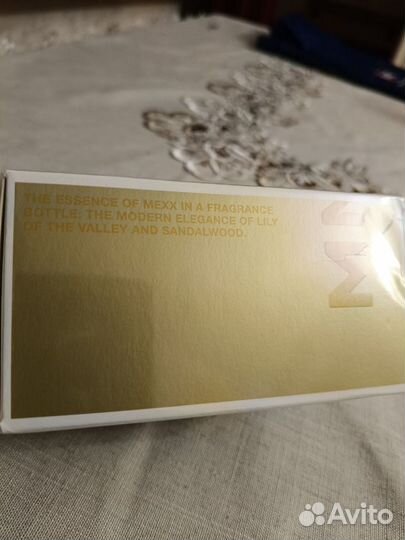 THE ESSENCE OF MEXX IN A FRAGRANCE
BOTTLE: THE MODERN ELEGANCE OF LILY
OF THE VALLEY AND SANDALWOOD.
Avito